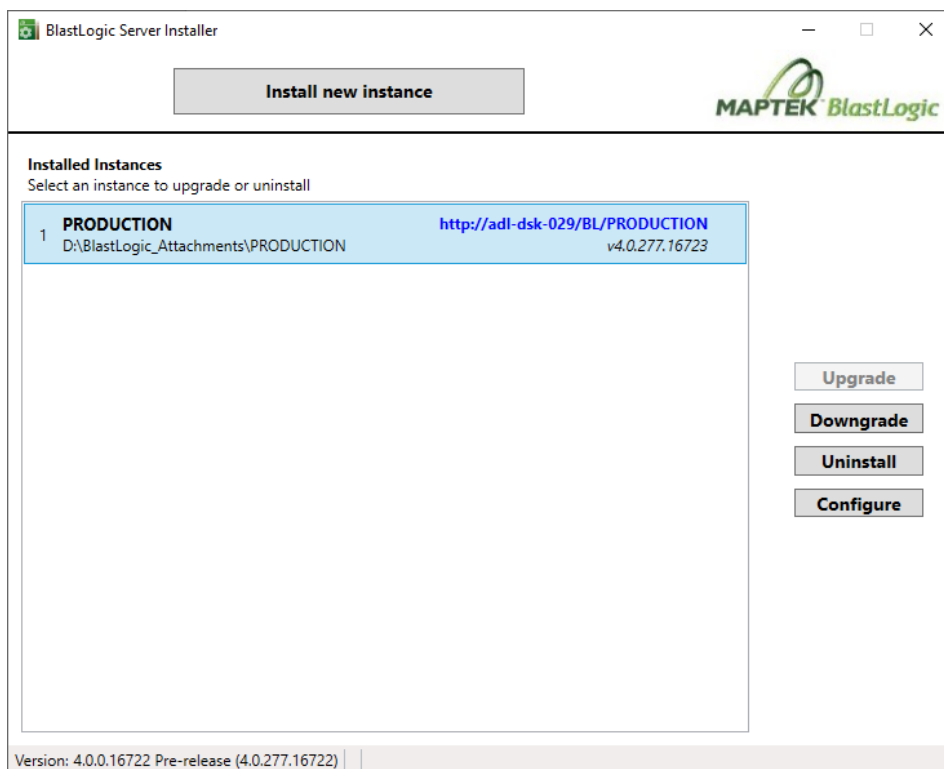 BlastLogic Server Installer
Install new instance
MAPTEK BlastLogic
Installed Instances
Select an instance to upgrade or uninstall
1 PRODUCTION http://adl-dsk-029/BL/PRODUCTION
D:\BlastLogic_Attachments\PRODUCTION v4.0.277.16723
Upgrade
Downgrade
Uninstall
Configure
Version: 4.0.0.16722 Pre-release (4.0.277.16722)